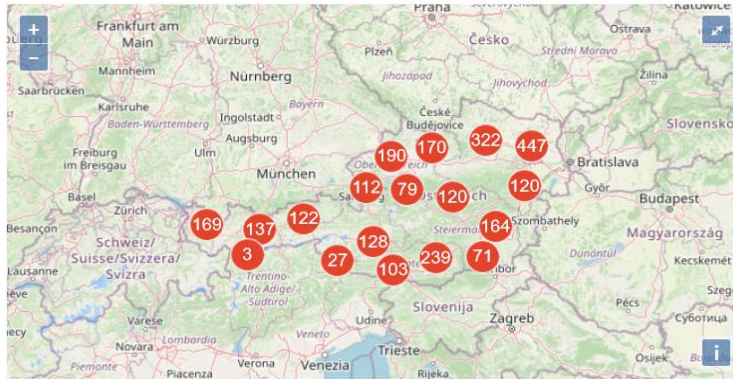 Praha
Katowice
+
−
Frankfurt am
Main
Würzburg
Plzeň
Česko
Ostrava
Severní Morava
Mannheim
Nürnberg
Jihozápad
Jihovýchod
Žilina
Saarbrücken
Karlsruhe
Bayern
Baden-Württemberg
Ingolstadt
České
Budějovice
Slovensko
Augsburg
Freiburg
im Breisgau
Ulm
München
190
170
322
447
Bratislava
Basel
Zürich
112
79
120
120
Győr
Budapest
Besançon
169
137
122
164
Szombathely
Steiermark
Magyarország
Schweiz/
Suisse/Svizzera/
Svizra
3
27
128
103
239
71
Dunántúl
Kecskemét
Lausanne
Trentino-
Alto Adige/
Südtirol
Slovenija
Pécs
Varese
Udine
Zagreb
Суботица
Novara
Lombardia
Veneto
Trieste
Verona
Venezia
Piemonte
Piacenza
Rijeka
Osijek
i